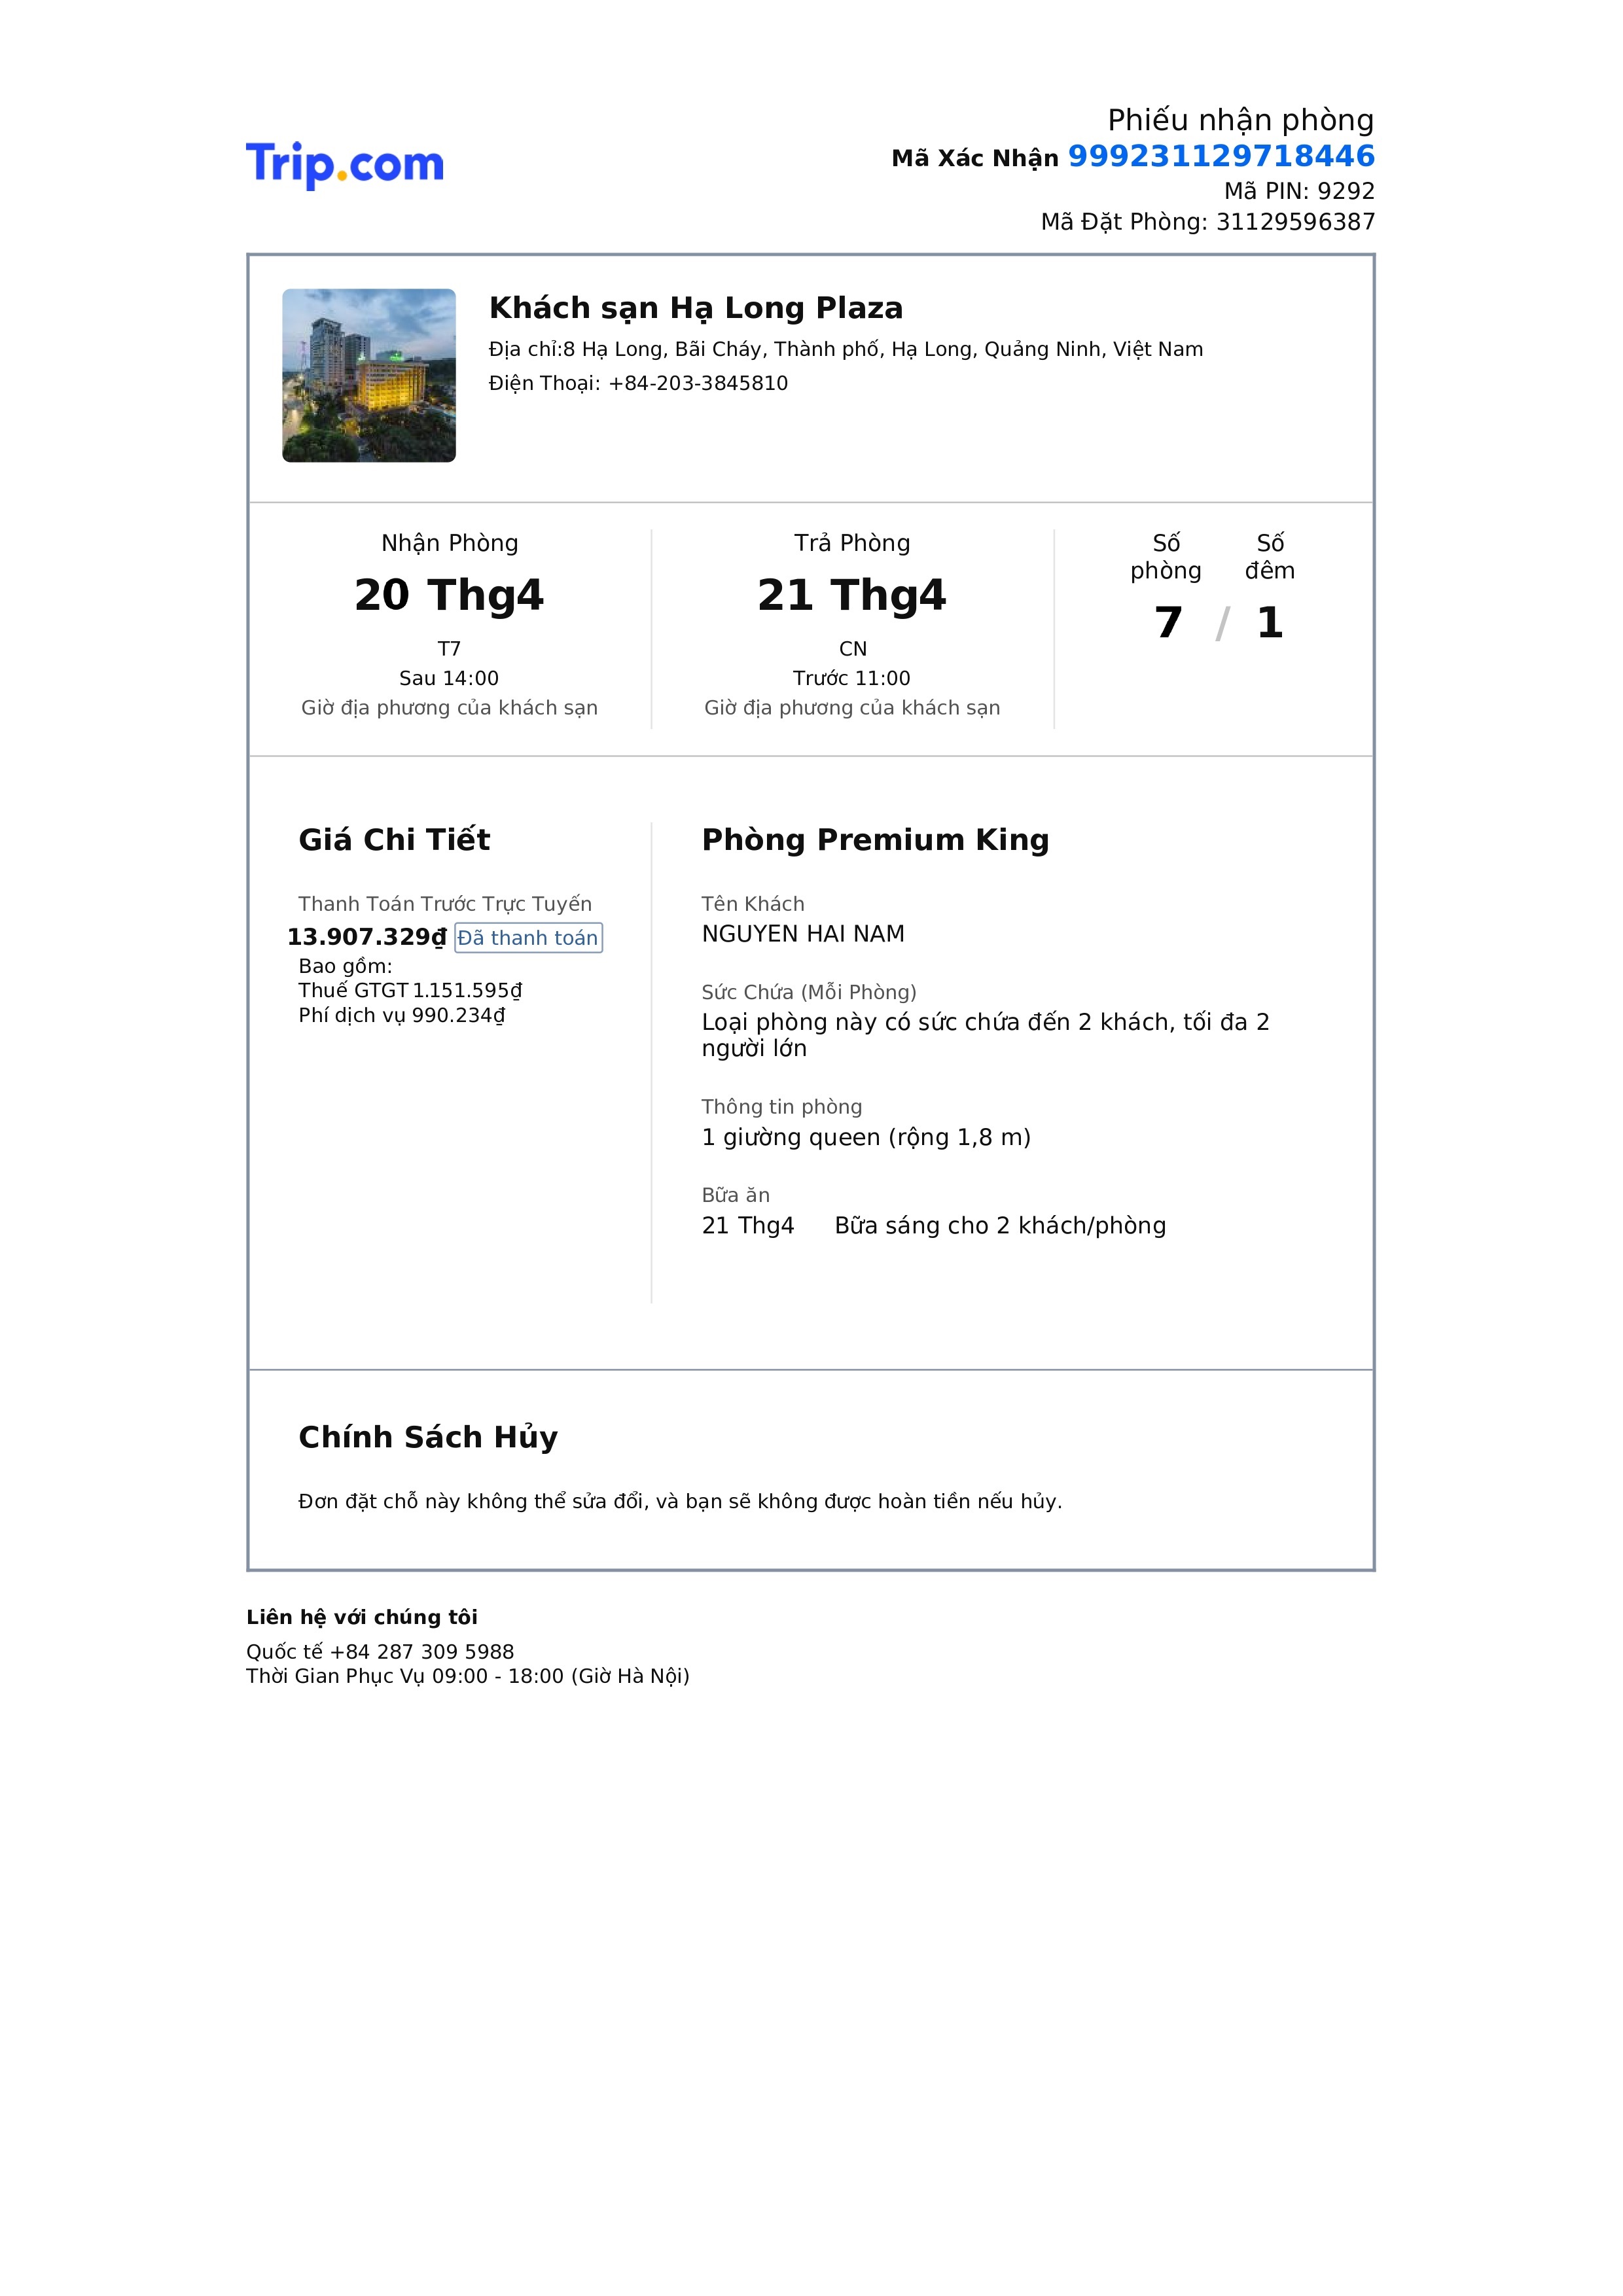 Trip.com
Phiếu nhận phòng
Mã Xác Nhận 999231129718446
Mã PIN: 9292
Mã Đặt Phòng: 31129596387
Khách sạn Hạ Long Plaza
Địa chỉ:8 Hạ Long, Bãi Cháy, Thành phố, Hạ Long, Quảng Ninh, Việt Nam
Điện Thoại: +84-203-3845810
Nhận Phòng
20 Thg4
T7
Sau 14:00
Giờ địa phương của khách sạn
Trả Phòng
21 Thg4
CN
Trước 11:00
Giờ địa phương của khách sạn
Số phòng
Số đêm
7 / 1
Giá Chi Tiết
Thanh Toán Trước Trực Tuyến
13.907.329₫ Đã thanh toán
Bao gồm:
Thuế GTGT 1.151.595₫
Phí dịch vụ 990.234₫
Phòng Premium King
Tên Khách
NGUYEN HAI NAM
Sức Chứa (Mỗi Phòng)
Loại phòng này có sức chứa đến 2 khách, tối đa 2
người lớn
Thông tin phòng
1 giường queen (rộng 1,8 m)
Bữa ăn
21 Thg4 Bữa sáng cho 2 khách/phòng
Chính Sách Hủy
Đơn đặt chỗ này không thể sửa đổi, và bạn sẽ không được hoàn tiền nếu hủy.
Liên hệ với chúng tôi
Quốc tế +84 287 309 5988
Thời Gian Phục Vụ 09:00 - 18:00 (Giờ Hà Nội)